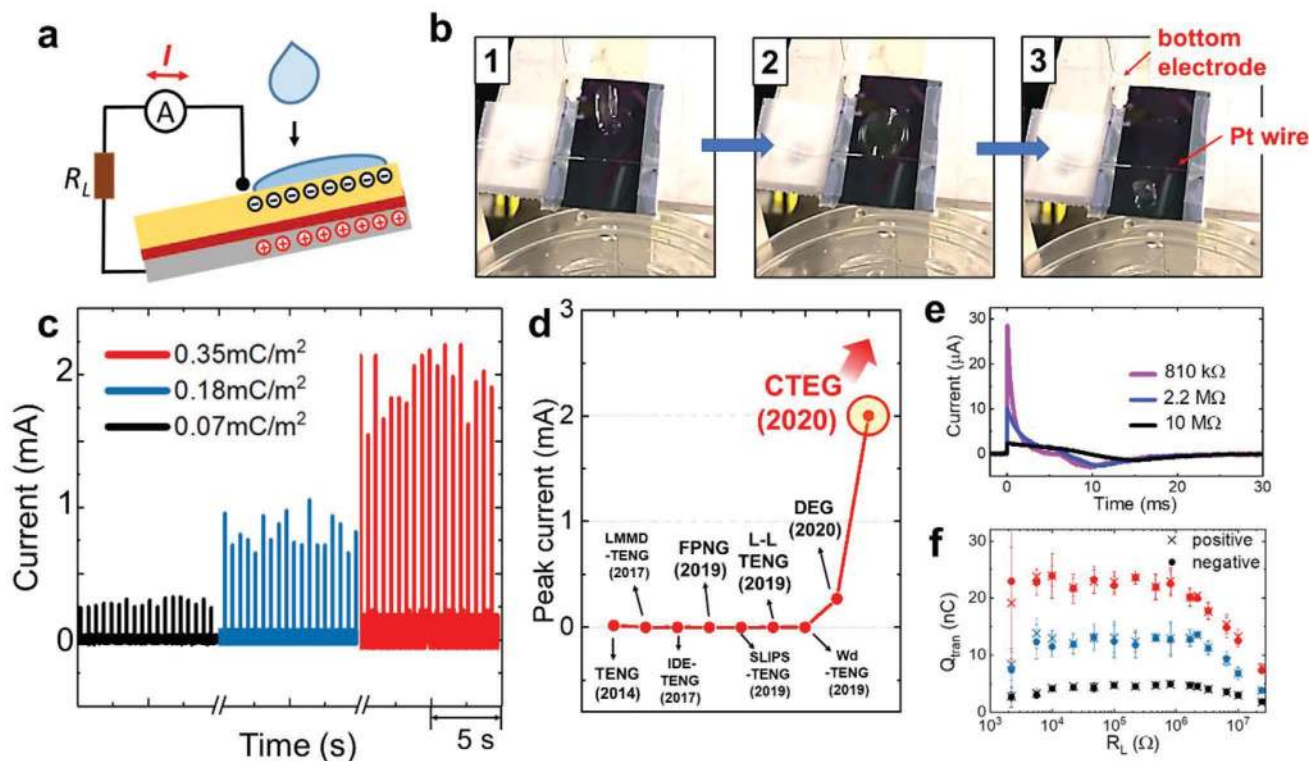 a
I
A
R_L
b
1
2
3
bottom
electrode
Pt wire
c
Current (mA)
2
1
0
0.35mC/m²
0.18mC/m²
0.07mC/m²
Time (s)
5 s
d
Peak current (mA)
3
2
1
0
CTEG
(2020)
DEG
(2020)
LMMD
-TENG
(2017)
FPNG
(2019)
L-L
TENG
(2019)
TENG
(2014)
IDE-
TENG
(2017)
SLIPS
-TENG
(2019)
Wd
-TENG
(2019)
e
Current (μA)
30
20
10
0
810 kΩ
2.2 MΩ
10 MΩ
0 10 20 30
Time (ms)
f
Q_tran (nC)
30
20
10
0
× positive
● negative
10³ 10⁴ 10⁵ 10⁶ 10⁷
R_L (Ω)